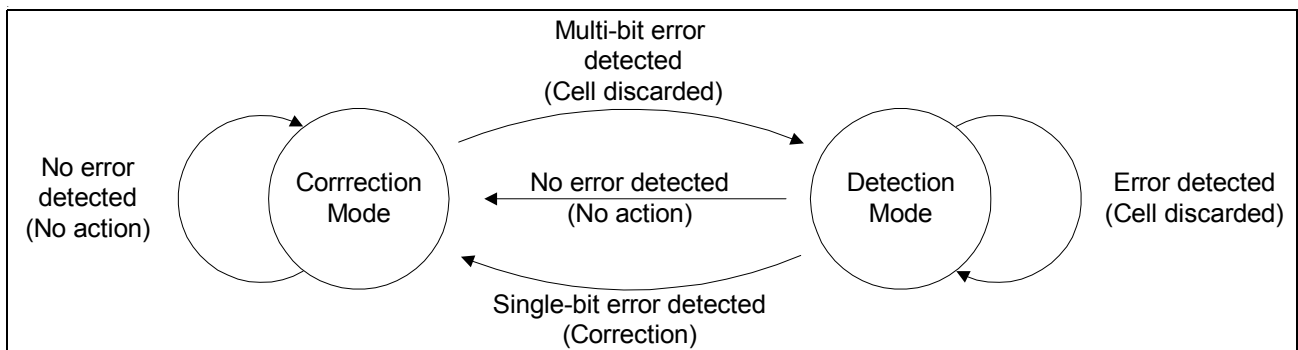 Multi-bit error
detected
(Cell discarded)
No error
detected
(No action)
Corrrection
Mode
No error detected
(No action)
Detection
Mode
Error detected
(Cell discarded)
Single-bit error detected
(Correction)